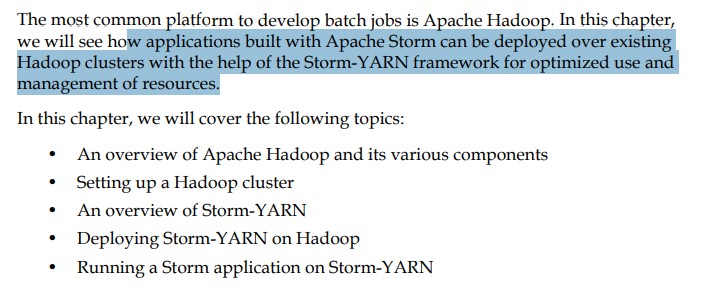 The most common platform to develop batch jobs is Apache Hadoop. In this chapter,
we will see how applications built with Apache Storm can be deployed over existing
Hadoop clusters with the help of the Storm-YARN framework for optimized use and
management of resources.
In this chapter, we will cover the following topics:
• An overview of Apache Hadoop and its various components
• Setting up a Hadoop cluster
• An overview of Storm-YARN
• Deploying Storm-YARN on Hadoop
• Running a Storm application on Storm-YARN